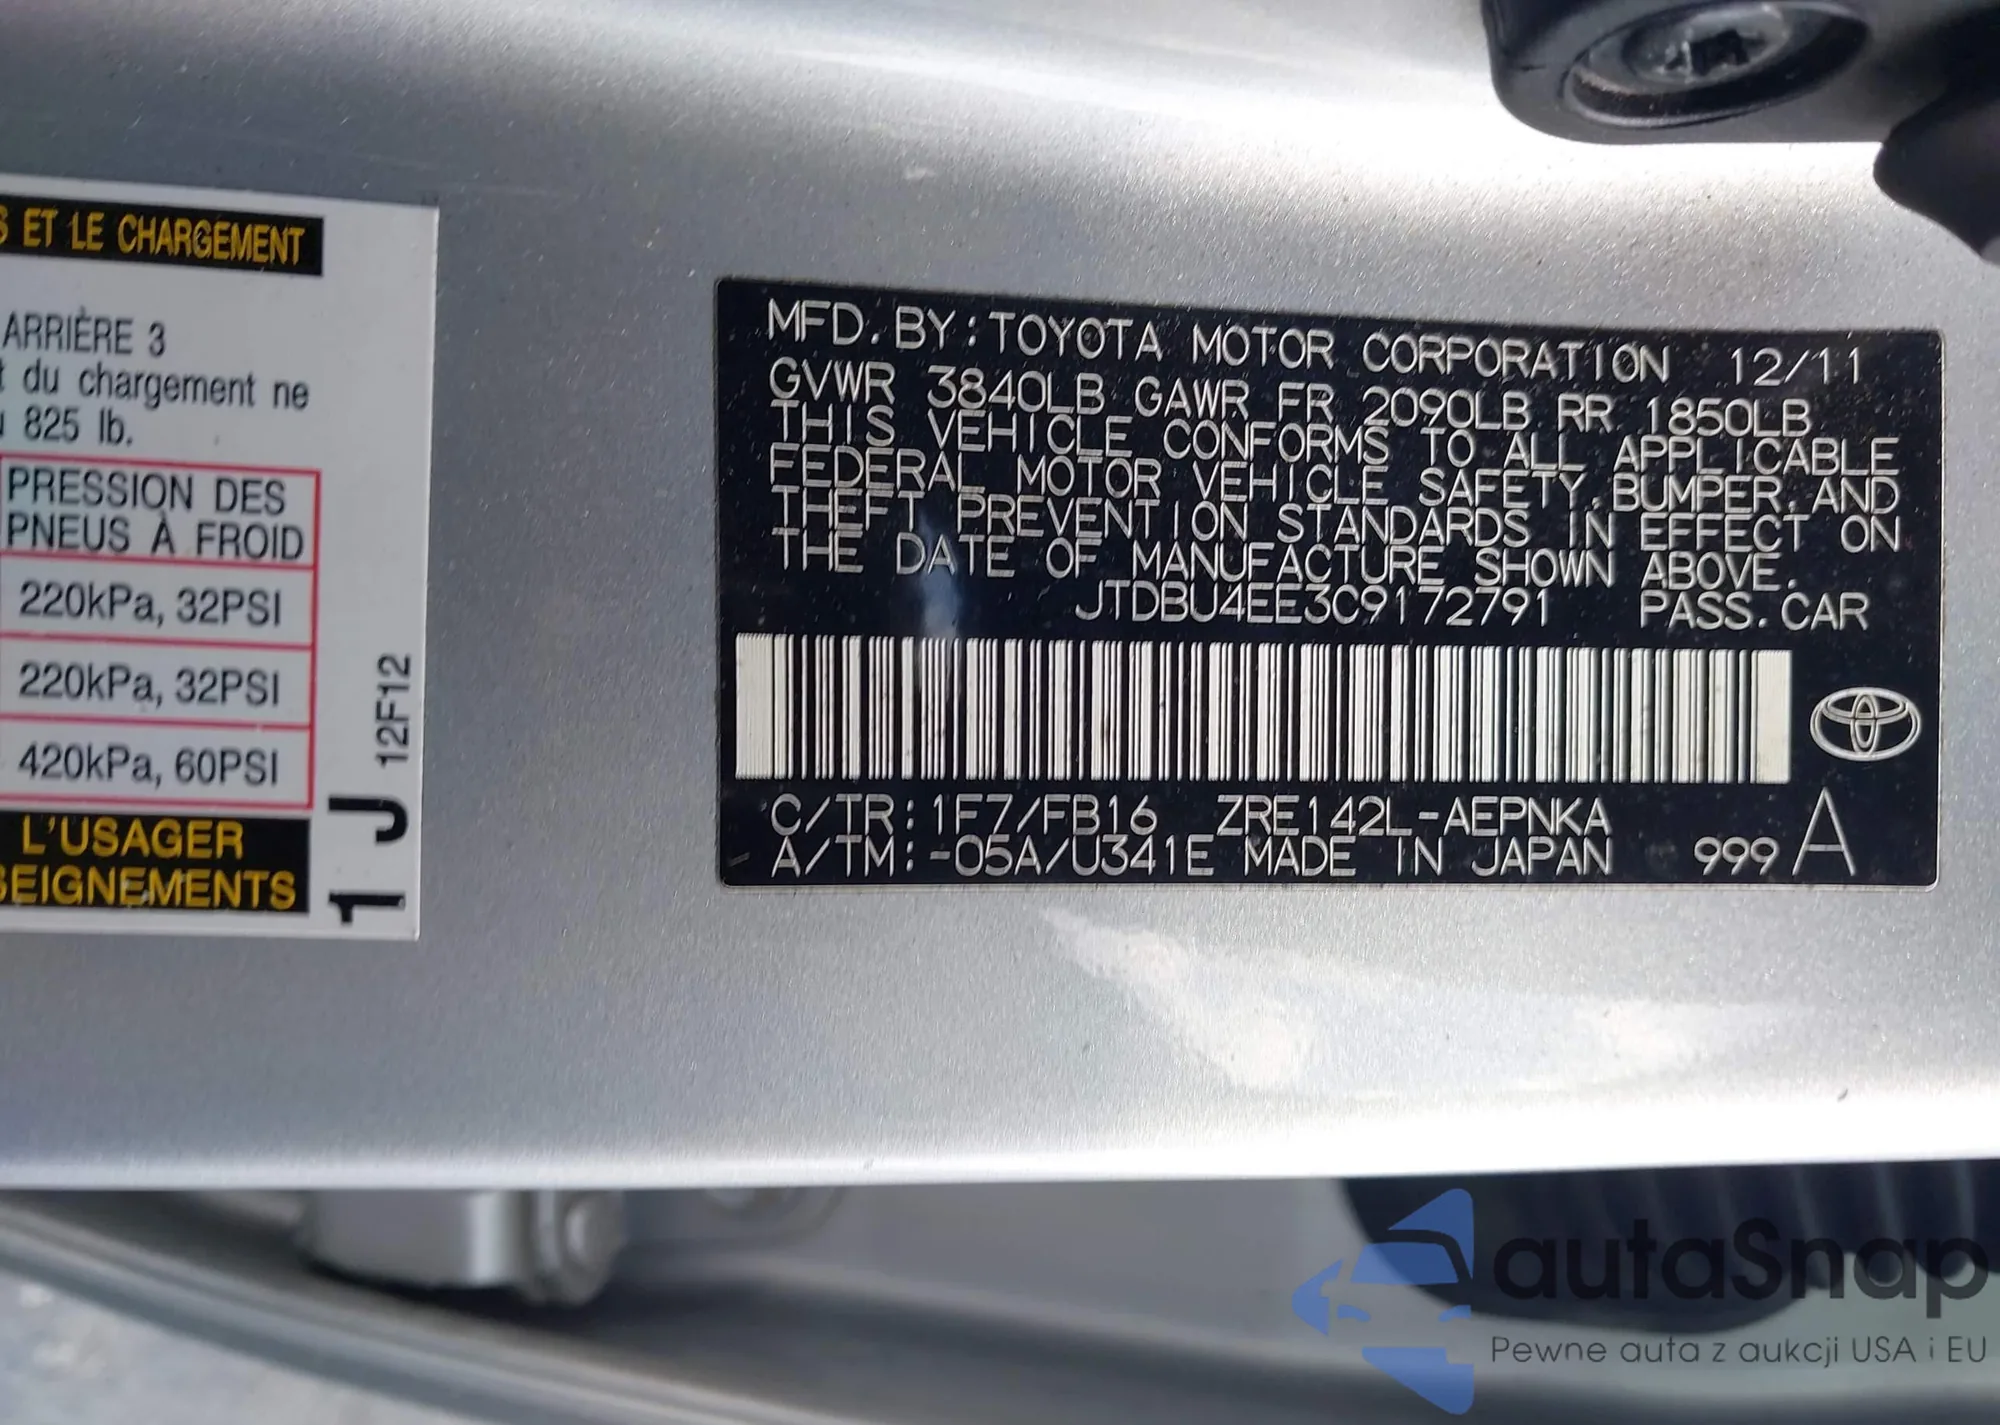 ET LE CHARGEMENT
ARRIÈRE 3
du chargement ne
825 lb.
PRESSION DES
PNEUS À FROID
220kPa, 32PSI
220kPa, 32PSI
420kPa, 60PSI
L'USAGER
SEIGNEMENTS
1 J
12F12
MFD. BY: TOYOTA MOTOR CORPORATION 12/11
GVWR 3840LB GAWR FR 2090LB RR 1850LB
THIS VEHICLE CONFORMS TO ALL APPLICABLE
FEDERAL MOTOR VEHICLE SAFETY, BUMPER, AND
THEFT PREVENTION STANDARDS IN EFFECT ON
THE DATE OF MANUFACTURE SHOWN ABOVE.
JTDBU4EE3C9172791 PASS. CAR
C/TR: 1F7/FB16 ZRE142L-AEPNKA
A/TM: -05A/U341E MADE IN JAPAN 999 A
autaSnap
Pewne auta z aukcji USA i EU